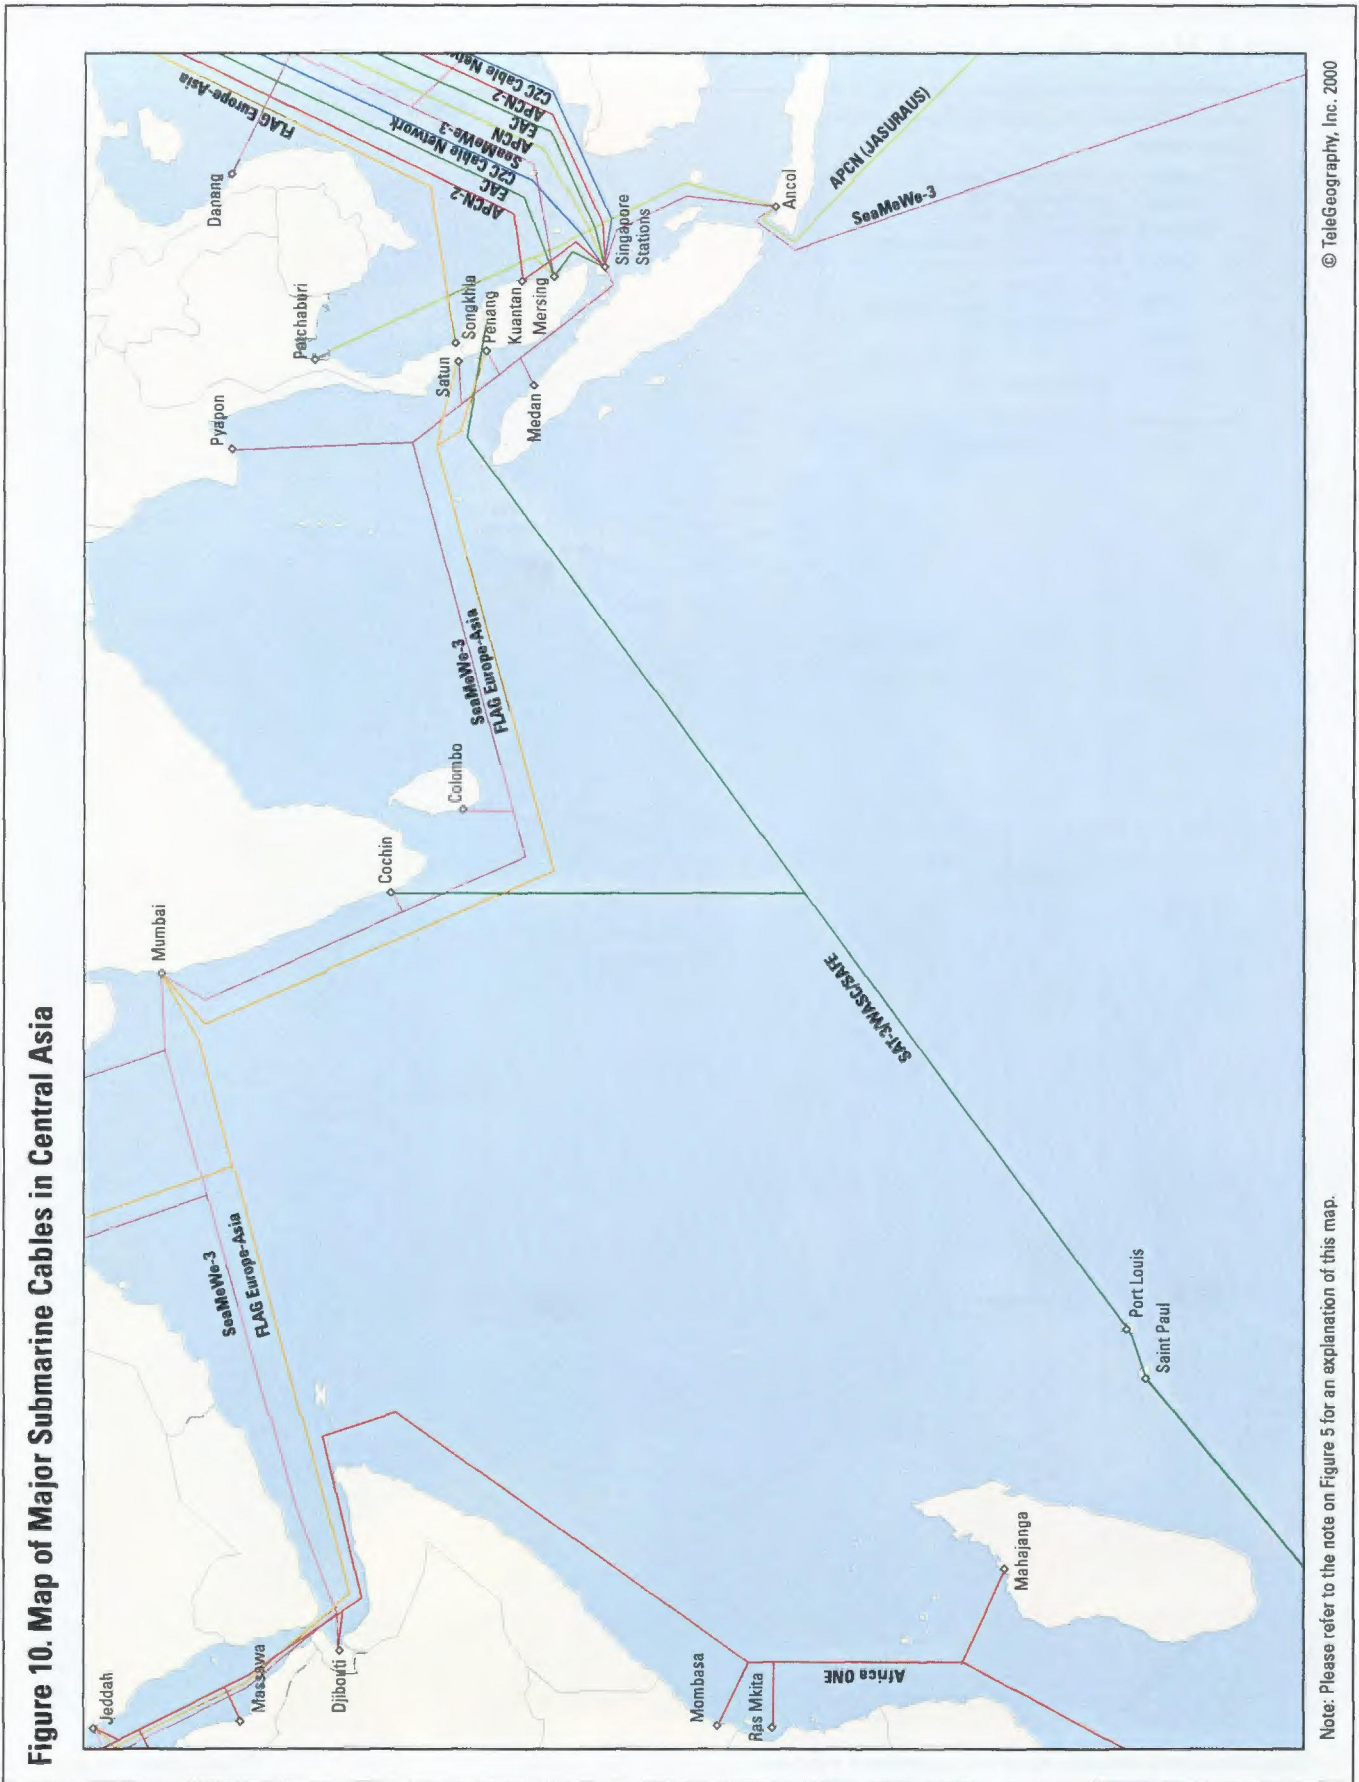 Figure 10. Map of Major Submarine Cables in Central Asia
Jeddah
Massawa
Djibouti
Mombasa
Ras Mkita
Africa ONE
Mahajanga
SeaMeWe-3
FLAG Europe-Asia
Saint Paul
Port Louis
SAT-3/WASC/SAFE
Mumbai
Cochin
Colombo
SeaMeWe-3
FLAG Europe-Asia
Pyapon
Patchaburi
Danang
Satun
Songkhla
Penang
Medan
Kuantan
Mersing
Singapore
Stations
Ancol
FLAG Europe-Asia
APCN-2
EAC
C2C Cable Network
SeaMeWe-3
APCN
EAC
APCN-2
C2C Cable Netw
APCN (JASURAUS)
SeaMeWe-3
Note: Please refer to the note on Figure 5 for an explanation of this map.
© TeleGeography, Inc. 2000